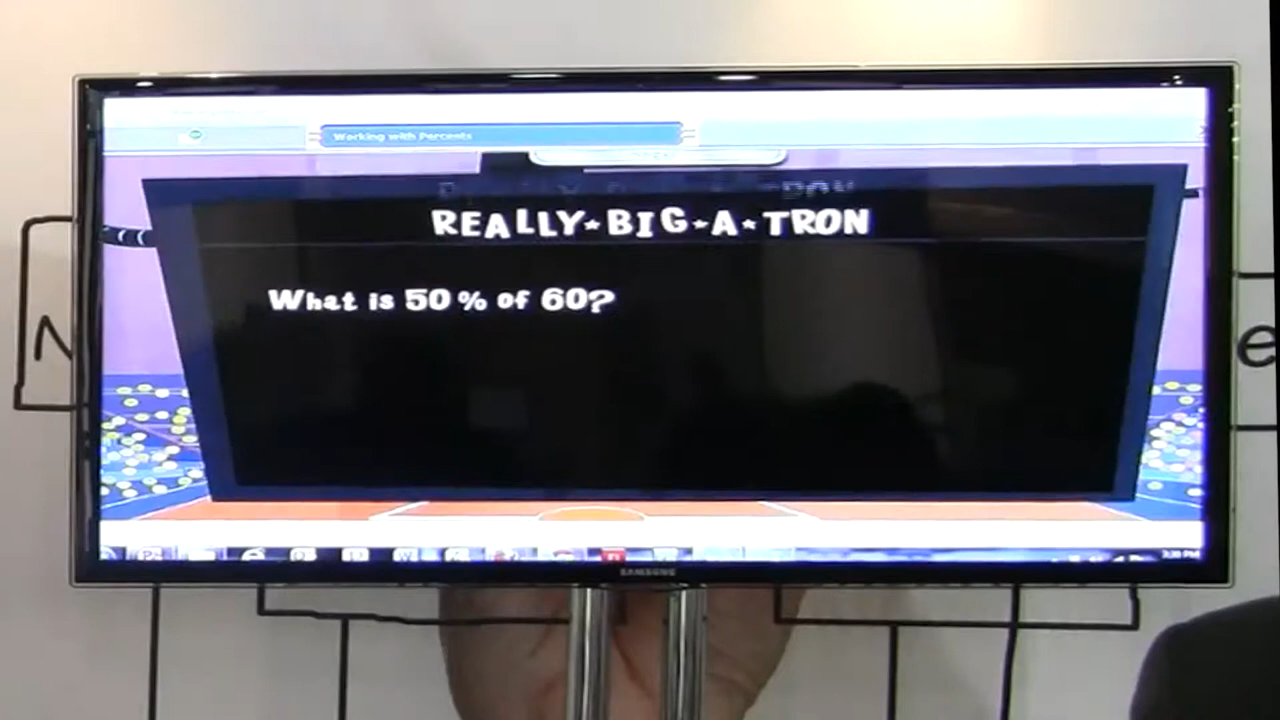 Working with Percents
REALLY★BIG★A★TRON
What is 50 % of 60?
SAMSUNG
e